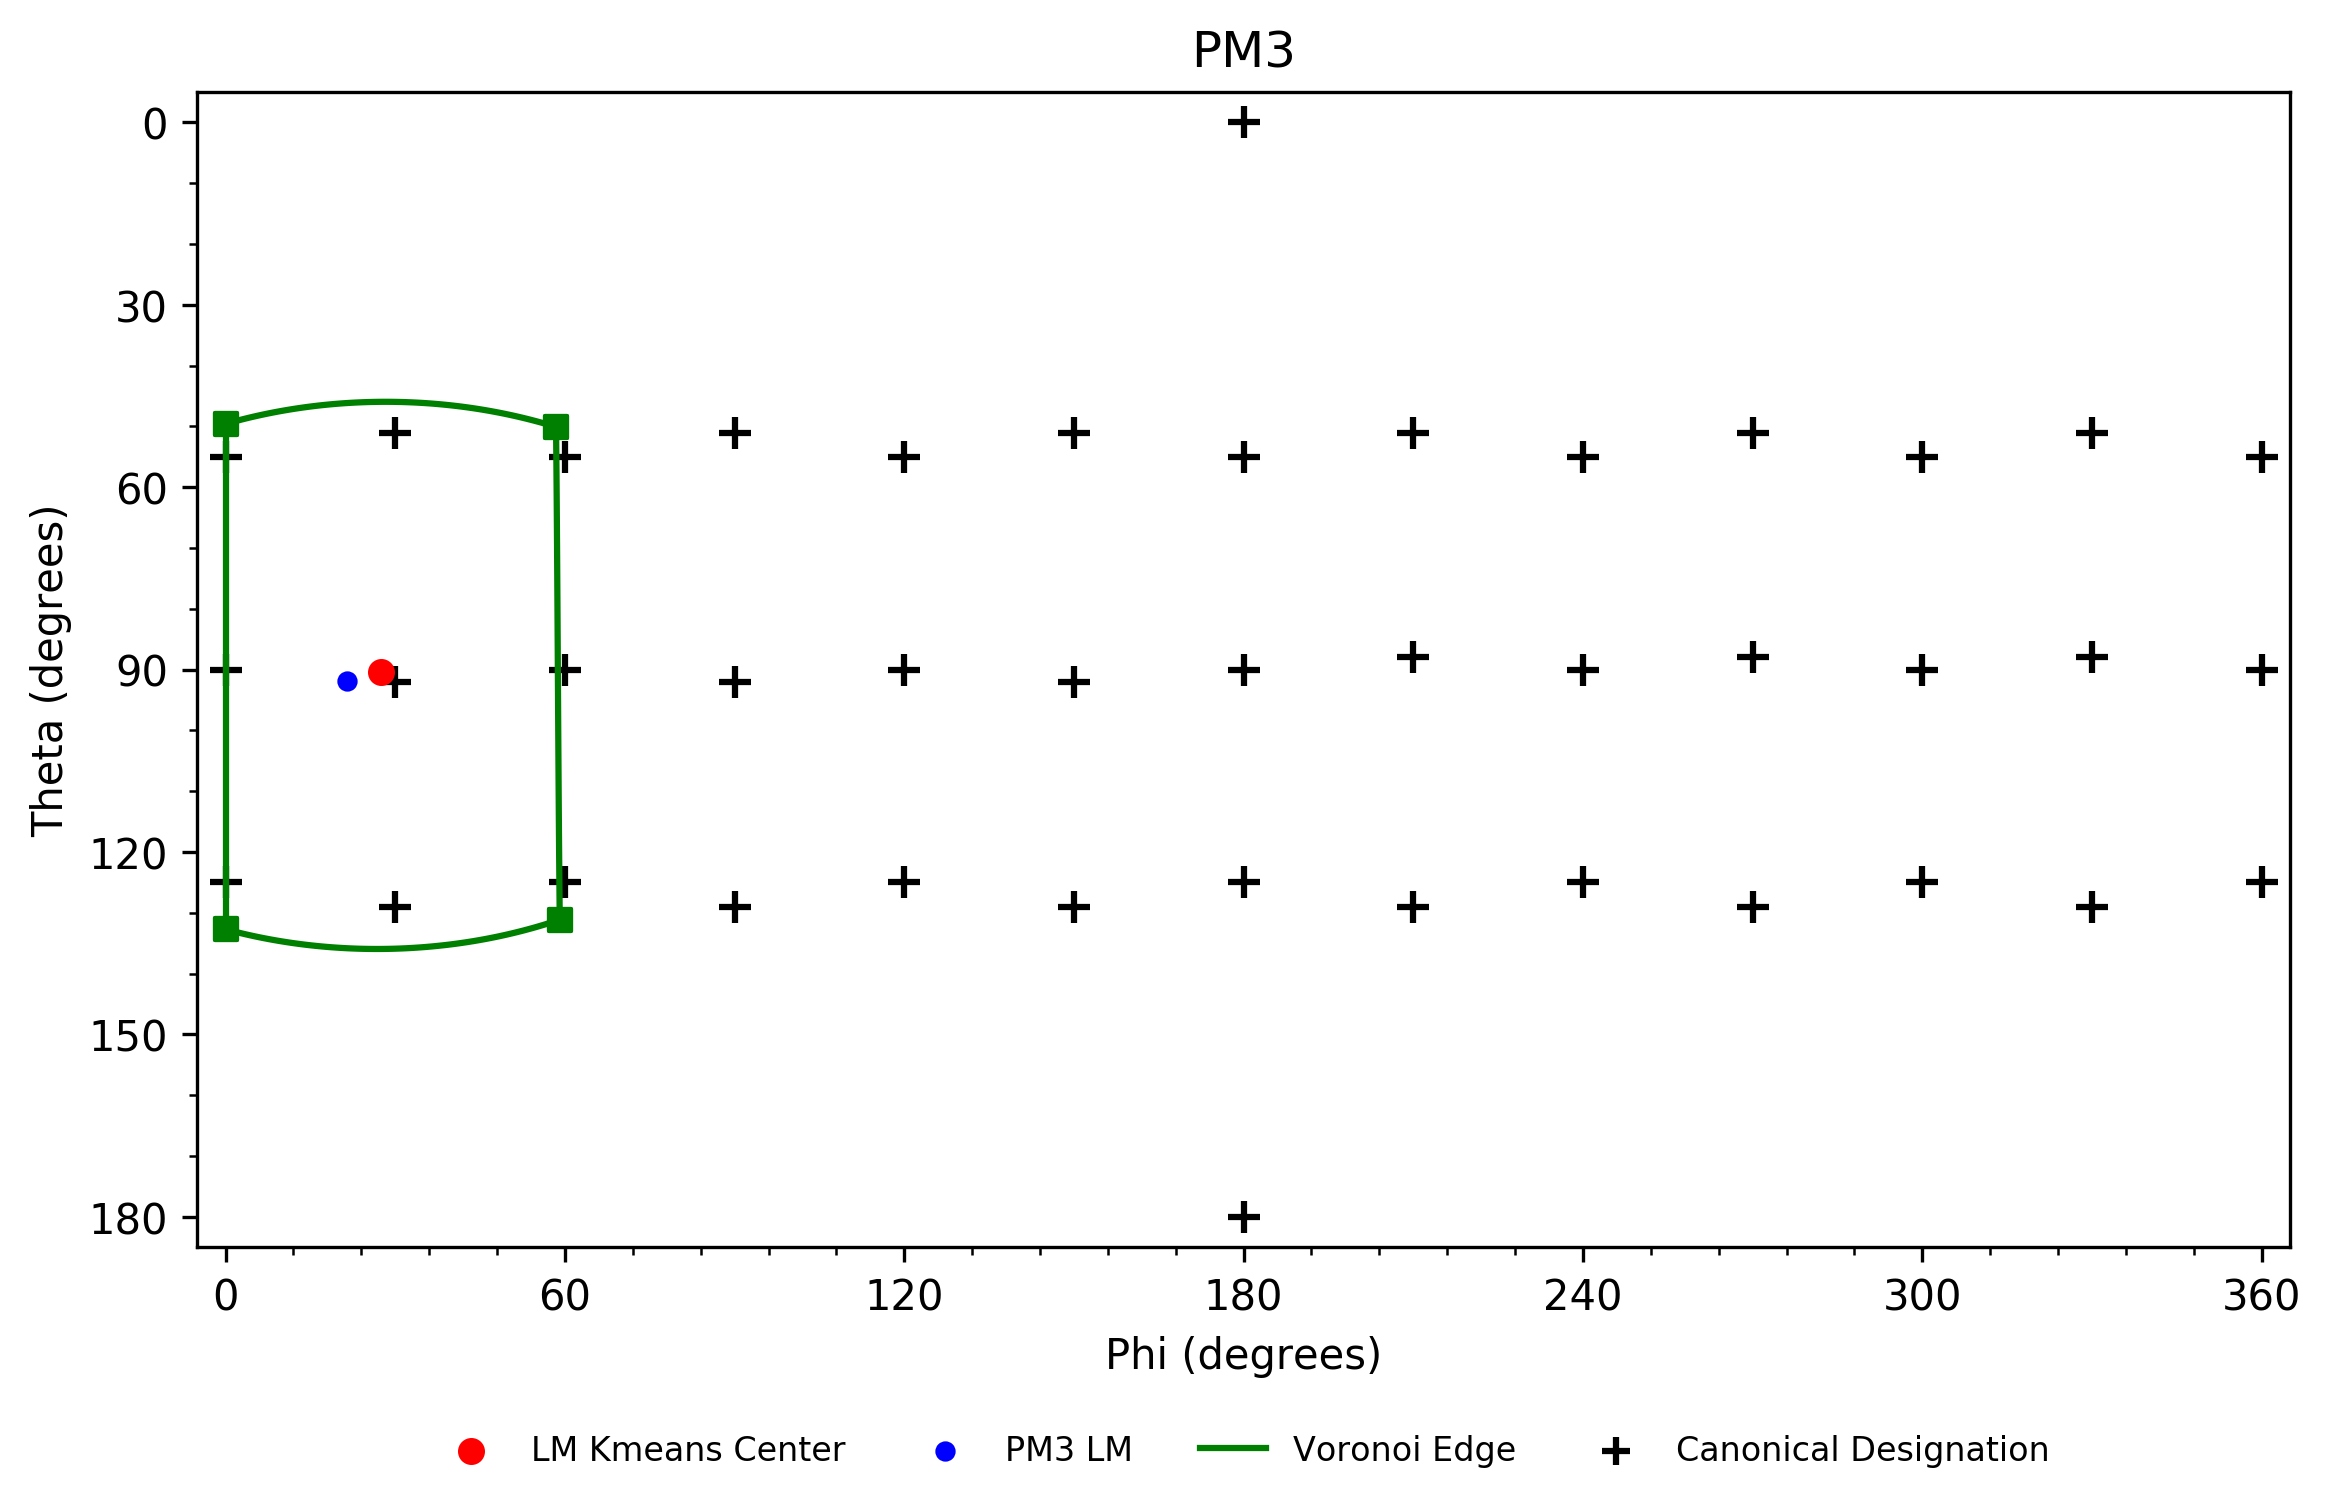 PM3
0
30
60
90
120
150
180
Theta (degrees)
0 60 120 180 240 300 360
Phi (degrees)
LM Kmeans Center PM3 LM Voronoi Edge Canonical Designation